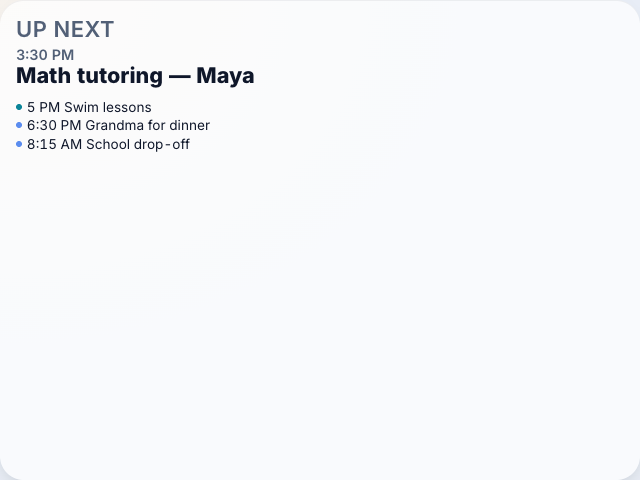 UP NEXT
3:30 PM
Math tutoring — Maya
5 PM Swim lessons
6:30 PM Grandma for dinner
8:15 AM School drop-off